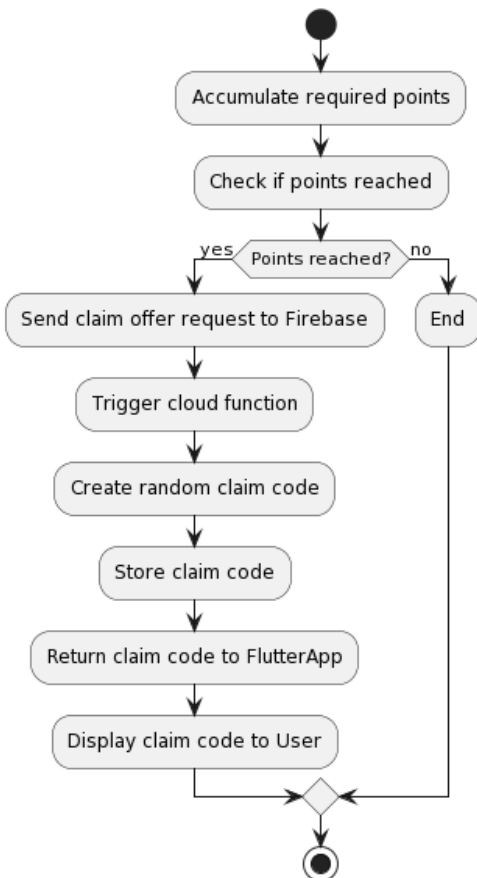 Accumulate required points
Check if points reached
yes
Points reached?
no
Send claim offer request to Firebase
End
Trigger cloud function
Create random claim code
Store claim code
Return claim code to FlutterApp
Display claim code to User